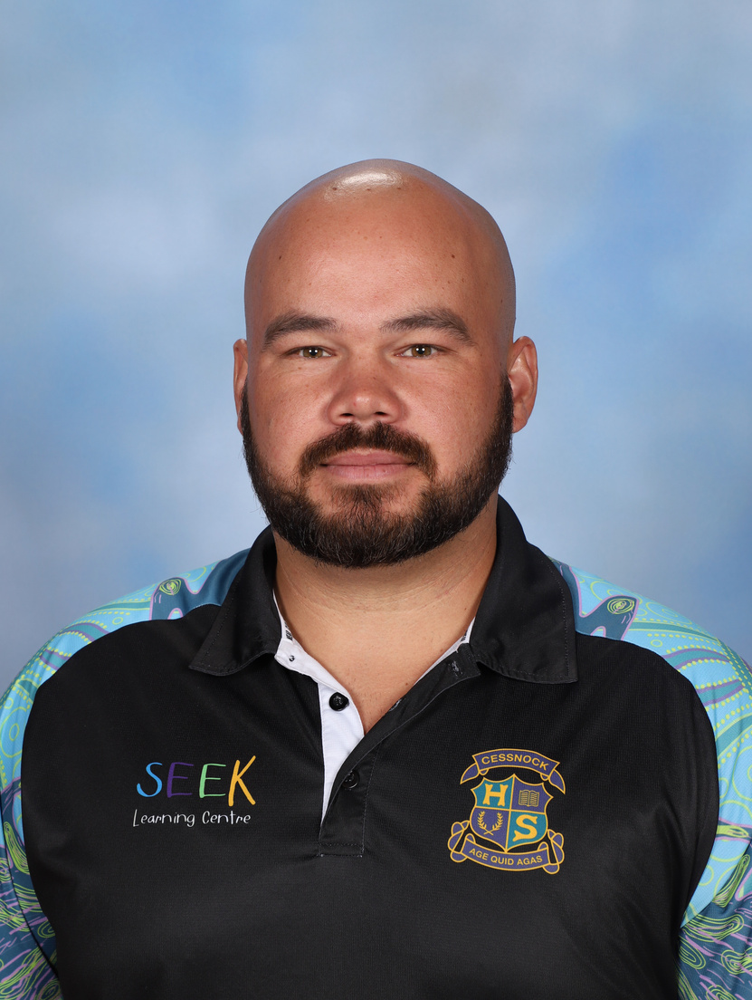 SEEK
Learning Centre
CESSNOCK
H
S
AGE QUID AGAS